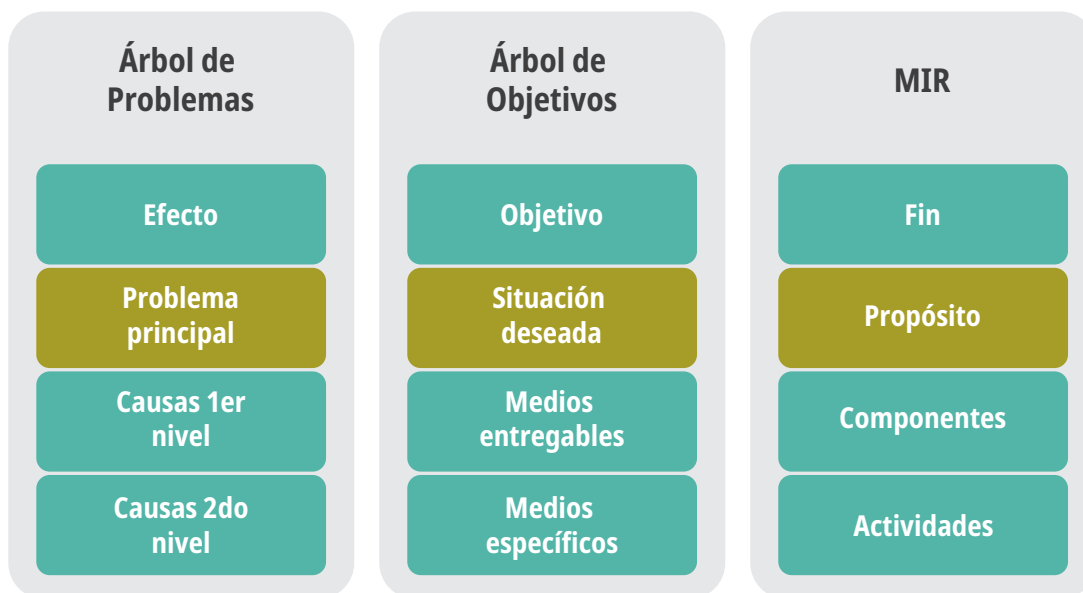 Árbol de
Problemas
Efecto
Problema
principal
Causas 1er
nivel
Causas 2do
nivel
Árbol de
Objetivos
Objetivo
Situación
deseada
Medios
entregables
Medios
específicos
MIR
Fin
Propósito
Componentes
Actividades